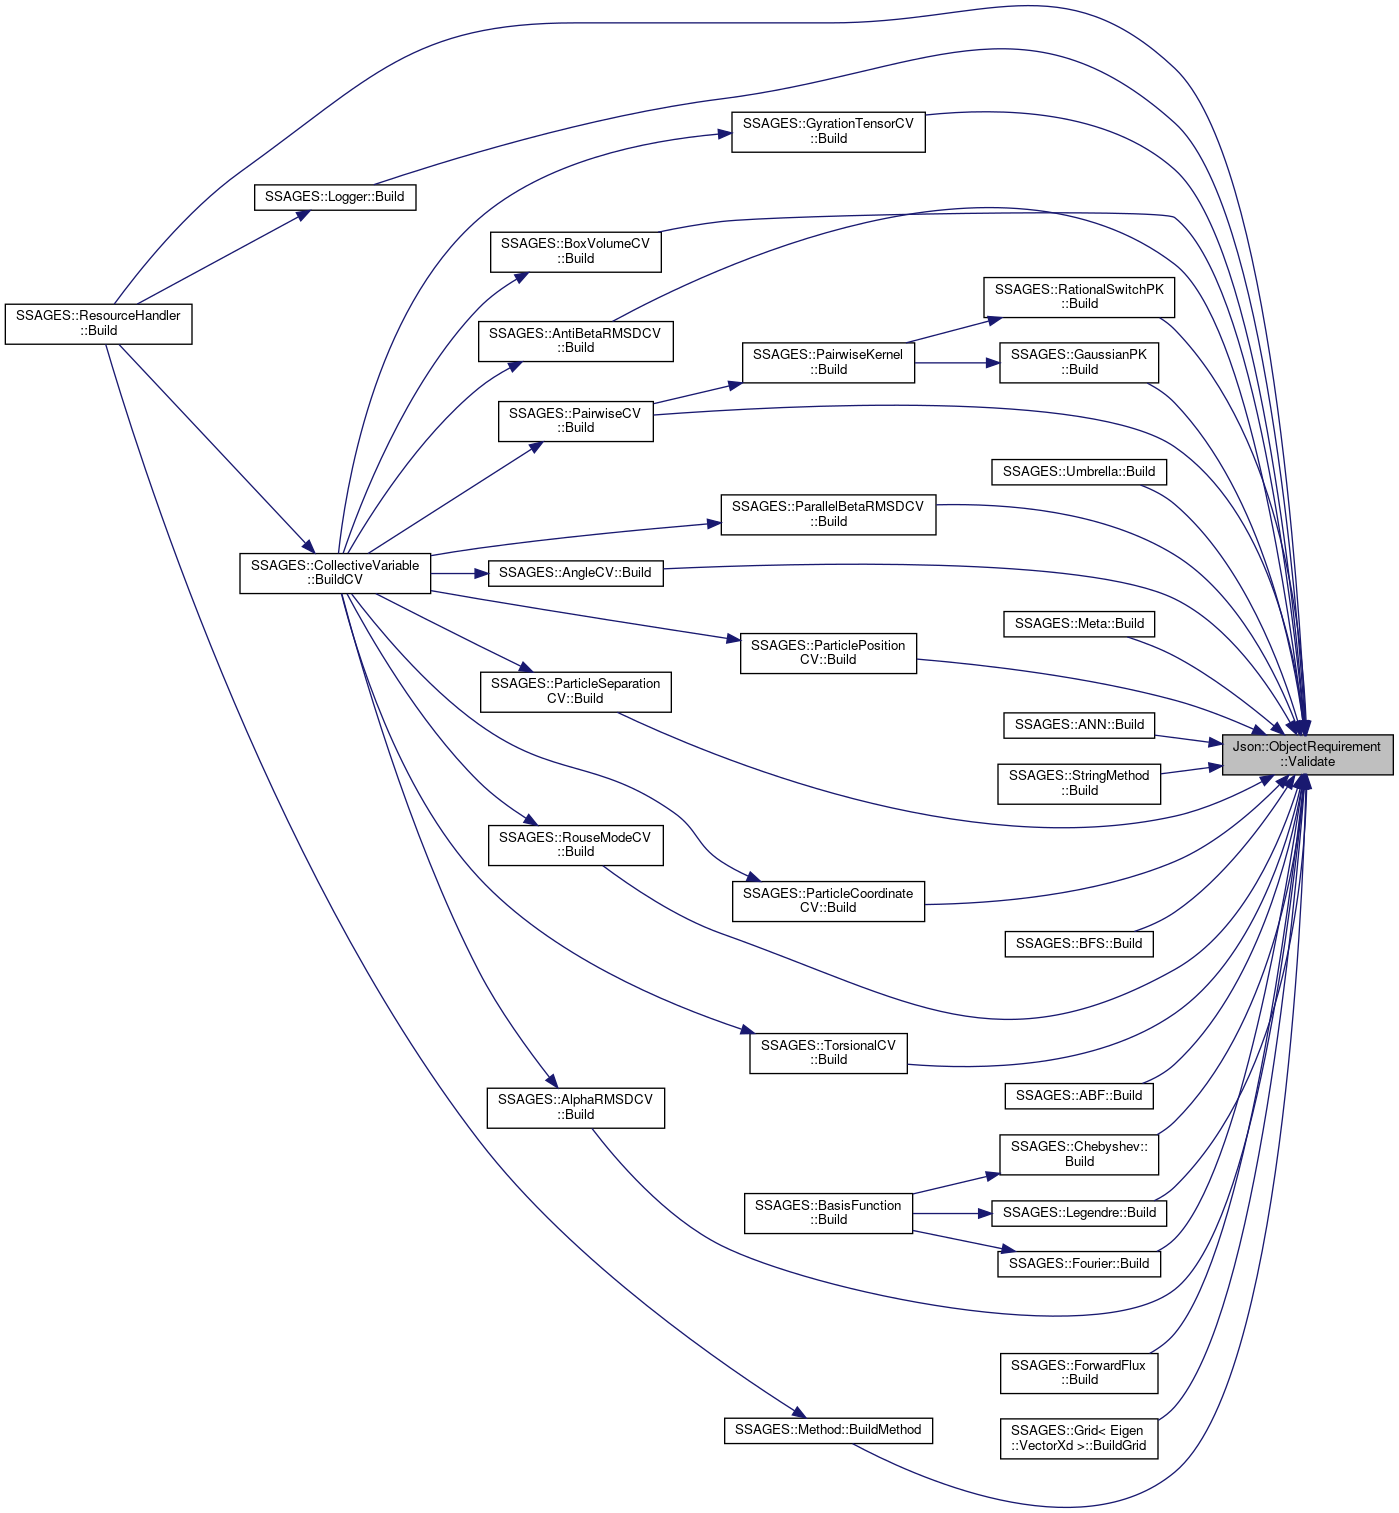 SSAGES::GyrationTensorCV
::Build
SSAGES::Logger::Build
SSAGES::BoxVolumeCV
::Build
SSAGES::RationalSwitchPK
::Build
SSAGES::ResourceHandler
::Build
SSAGES::AntiBetaRMSDCV
::Build
SSAGES::PairwiseKernel
::Build
SSAGES::GaussianPK
::Build
SSAGES::PairwiseCV
::Build
SSAGES::Umbrella::Build
SSAGES::ParallelBetaRMSDCV
::Build
SSAGES::CollectiveVariable
::BuildCV
SSAGES::AngleCV::Build
SSAGES::Meta::Build
SSAGES::ParticlePosition
CV::Build
SSAGES::ParticleSeparation
CV::Build
SSAGES::ANN::Build
Json::ObjectRequirement
::Validate
SSAGES::StringMethod
::Build
SSAGES::RouseModeCV
::Build
SSAGES::ParticleCoordinate
CV::Build
SSAGES::BFS::Build
SSAGES::TorsionalCV
::Build
SSAGES::ABF::Build
SSAGES::AlphaRMSDCV
::Build
SSAGES::Chebyshev::
Build
SSAGES::BasisFunction
::Build
SSAGES::Legendre::Build
SSAGES::Fourier::Build
SSAGES::ForwardFlux
::Build
SSAGES::Method::BuildMethod
SSAGES::Grid< Eigen
::VectorXd >::BuildGrid